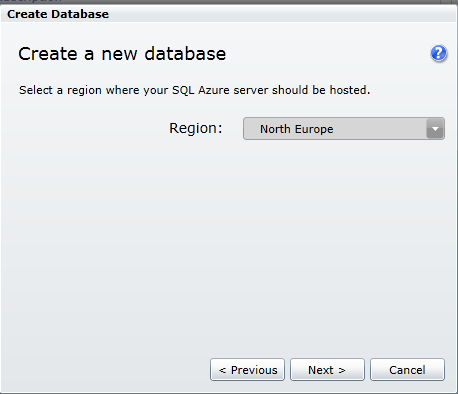 Create Database
Create a new database
?
Select a region where your SQL Azure server should be hosted.
Region:
North Europe
< Previous
Next >
Cancel